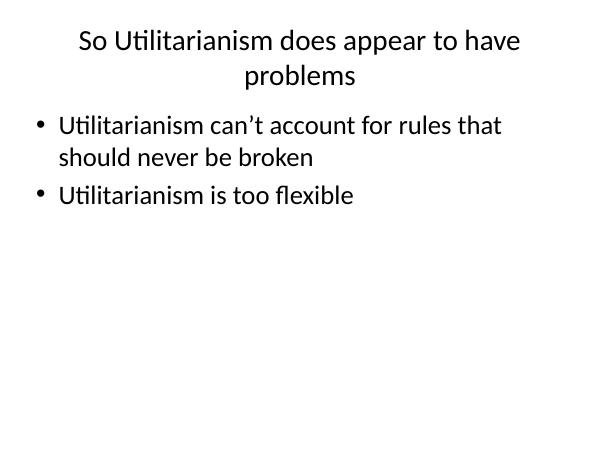 So Utilitarianism does appear to have
problems
• Utilitarianism can’t account for rules that
should never be broken
• Utilitarianism is too flexible